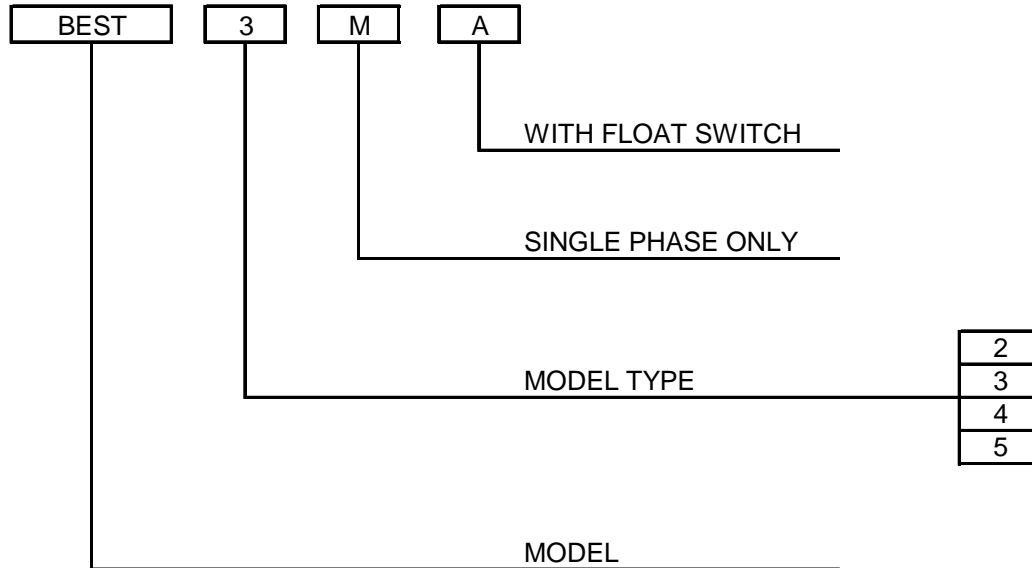 BEST 3 M A
WITH FLOAT SWITCH
SINGLE PHASE ONLY
2
MODEL TYPE 3
4
5
MODEL